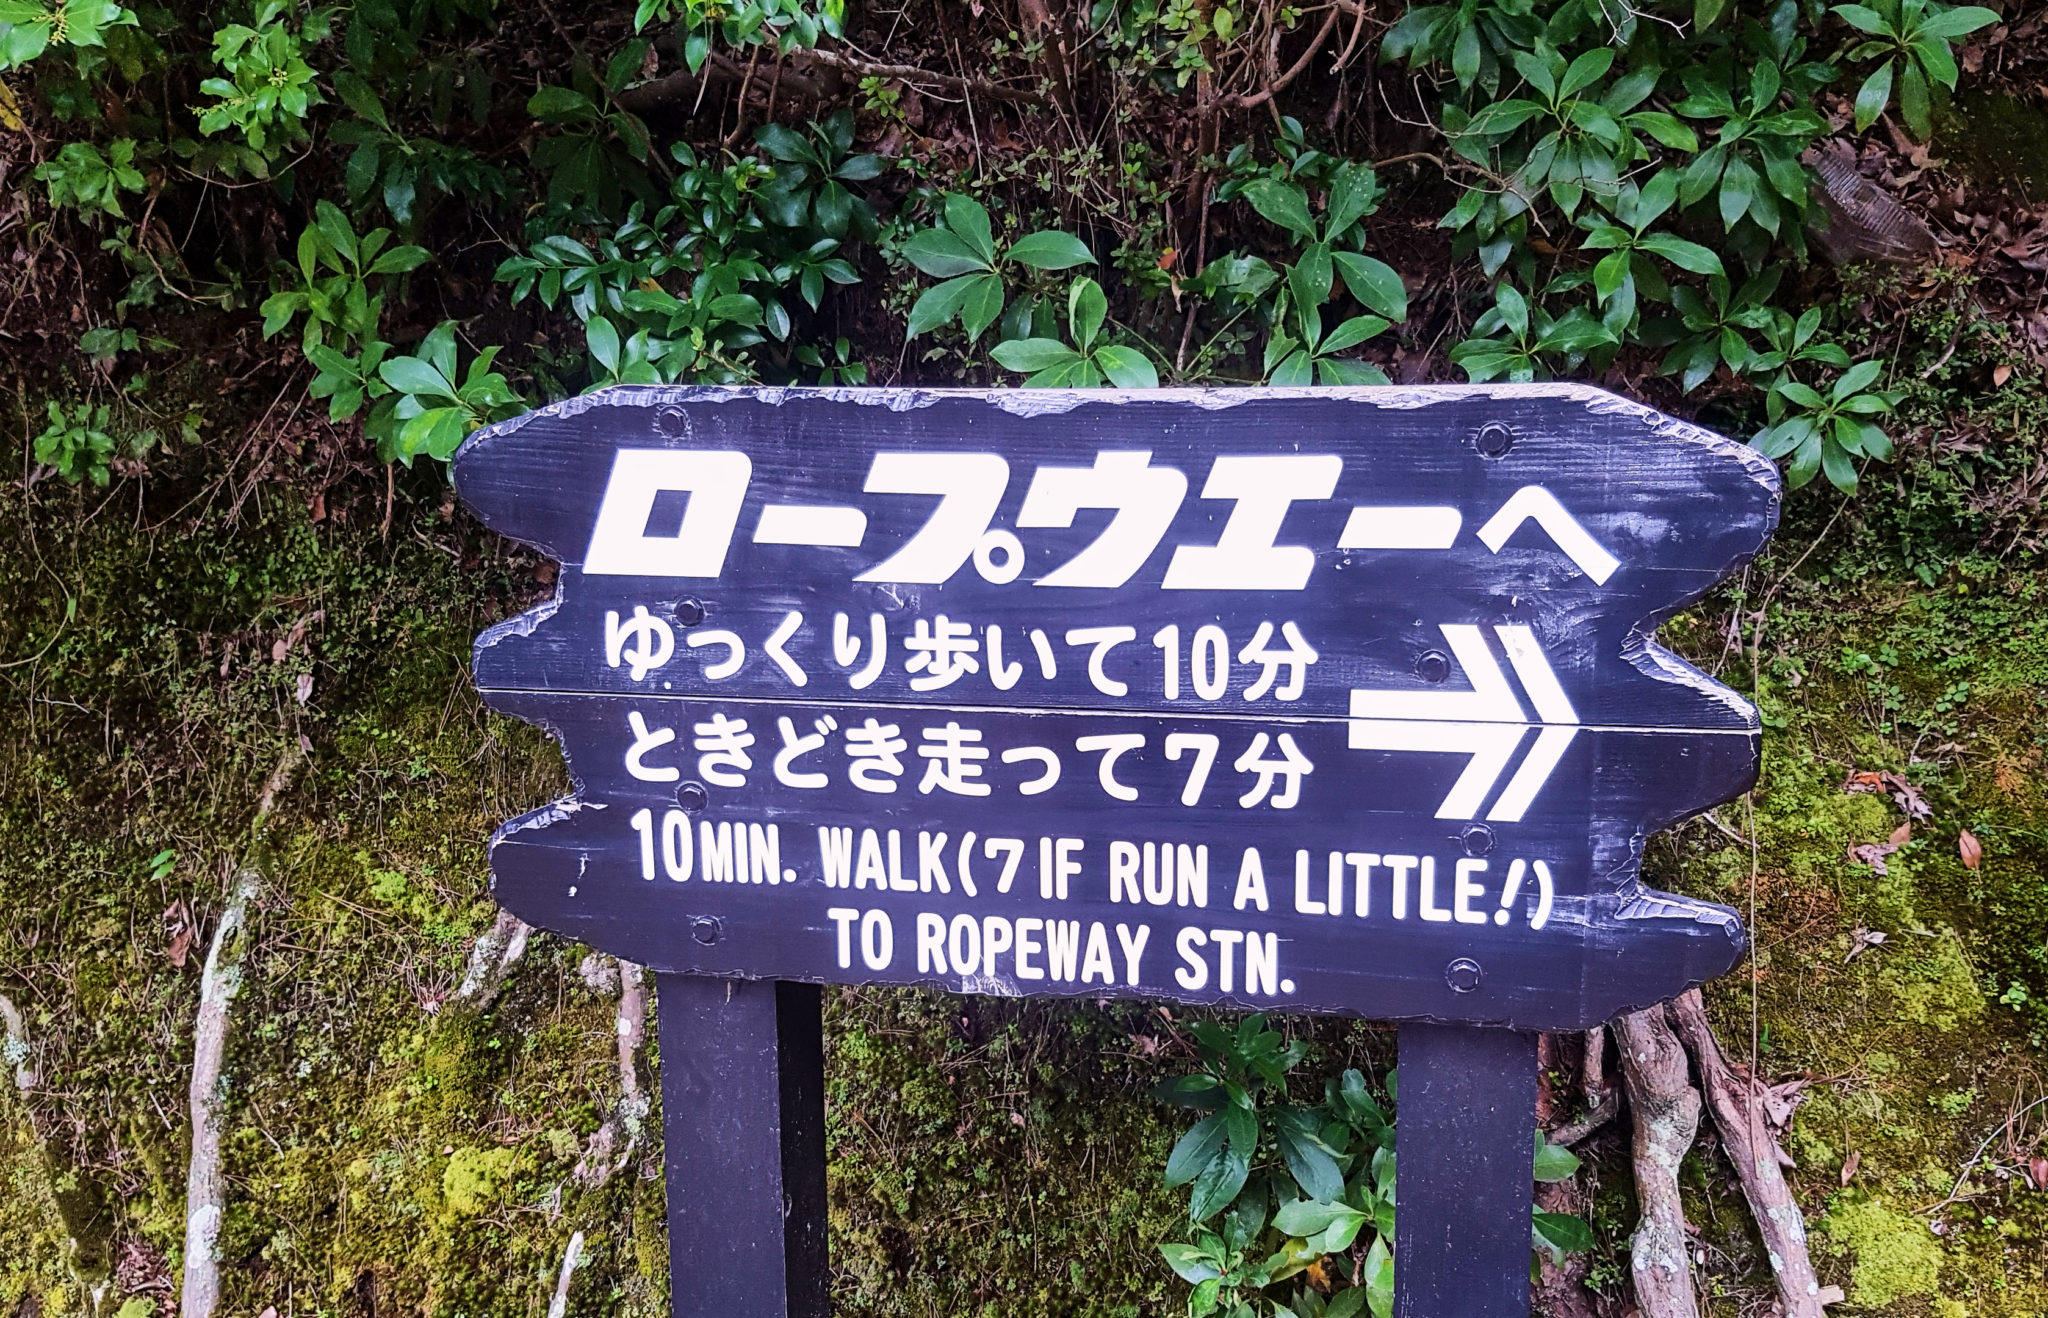 ロープウエーへ
ゆっくり歩いて10分
ときどき走って7分
10MIN. WALK(7 IF RUN A LITTLE!)
TO ROPEWAY STN.